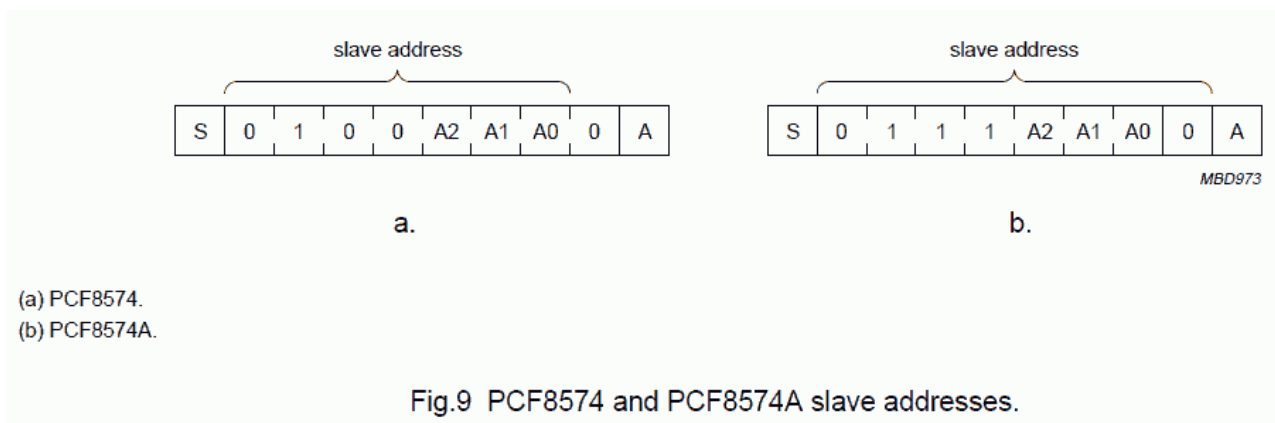 slave address
S 0 1 0 0 A2 A1 A0 0 A
a.
slave address
S 0 1 1 1 A2 A1 A0 0 A
MBD973
b.
(a) PCF8574.
(b) PCF8574A.
Fig.9 PCF8574 and PCF8574A slave addresses.